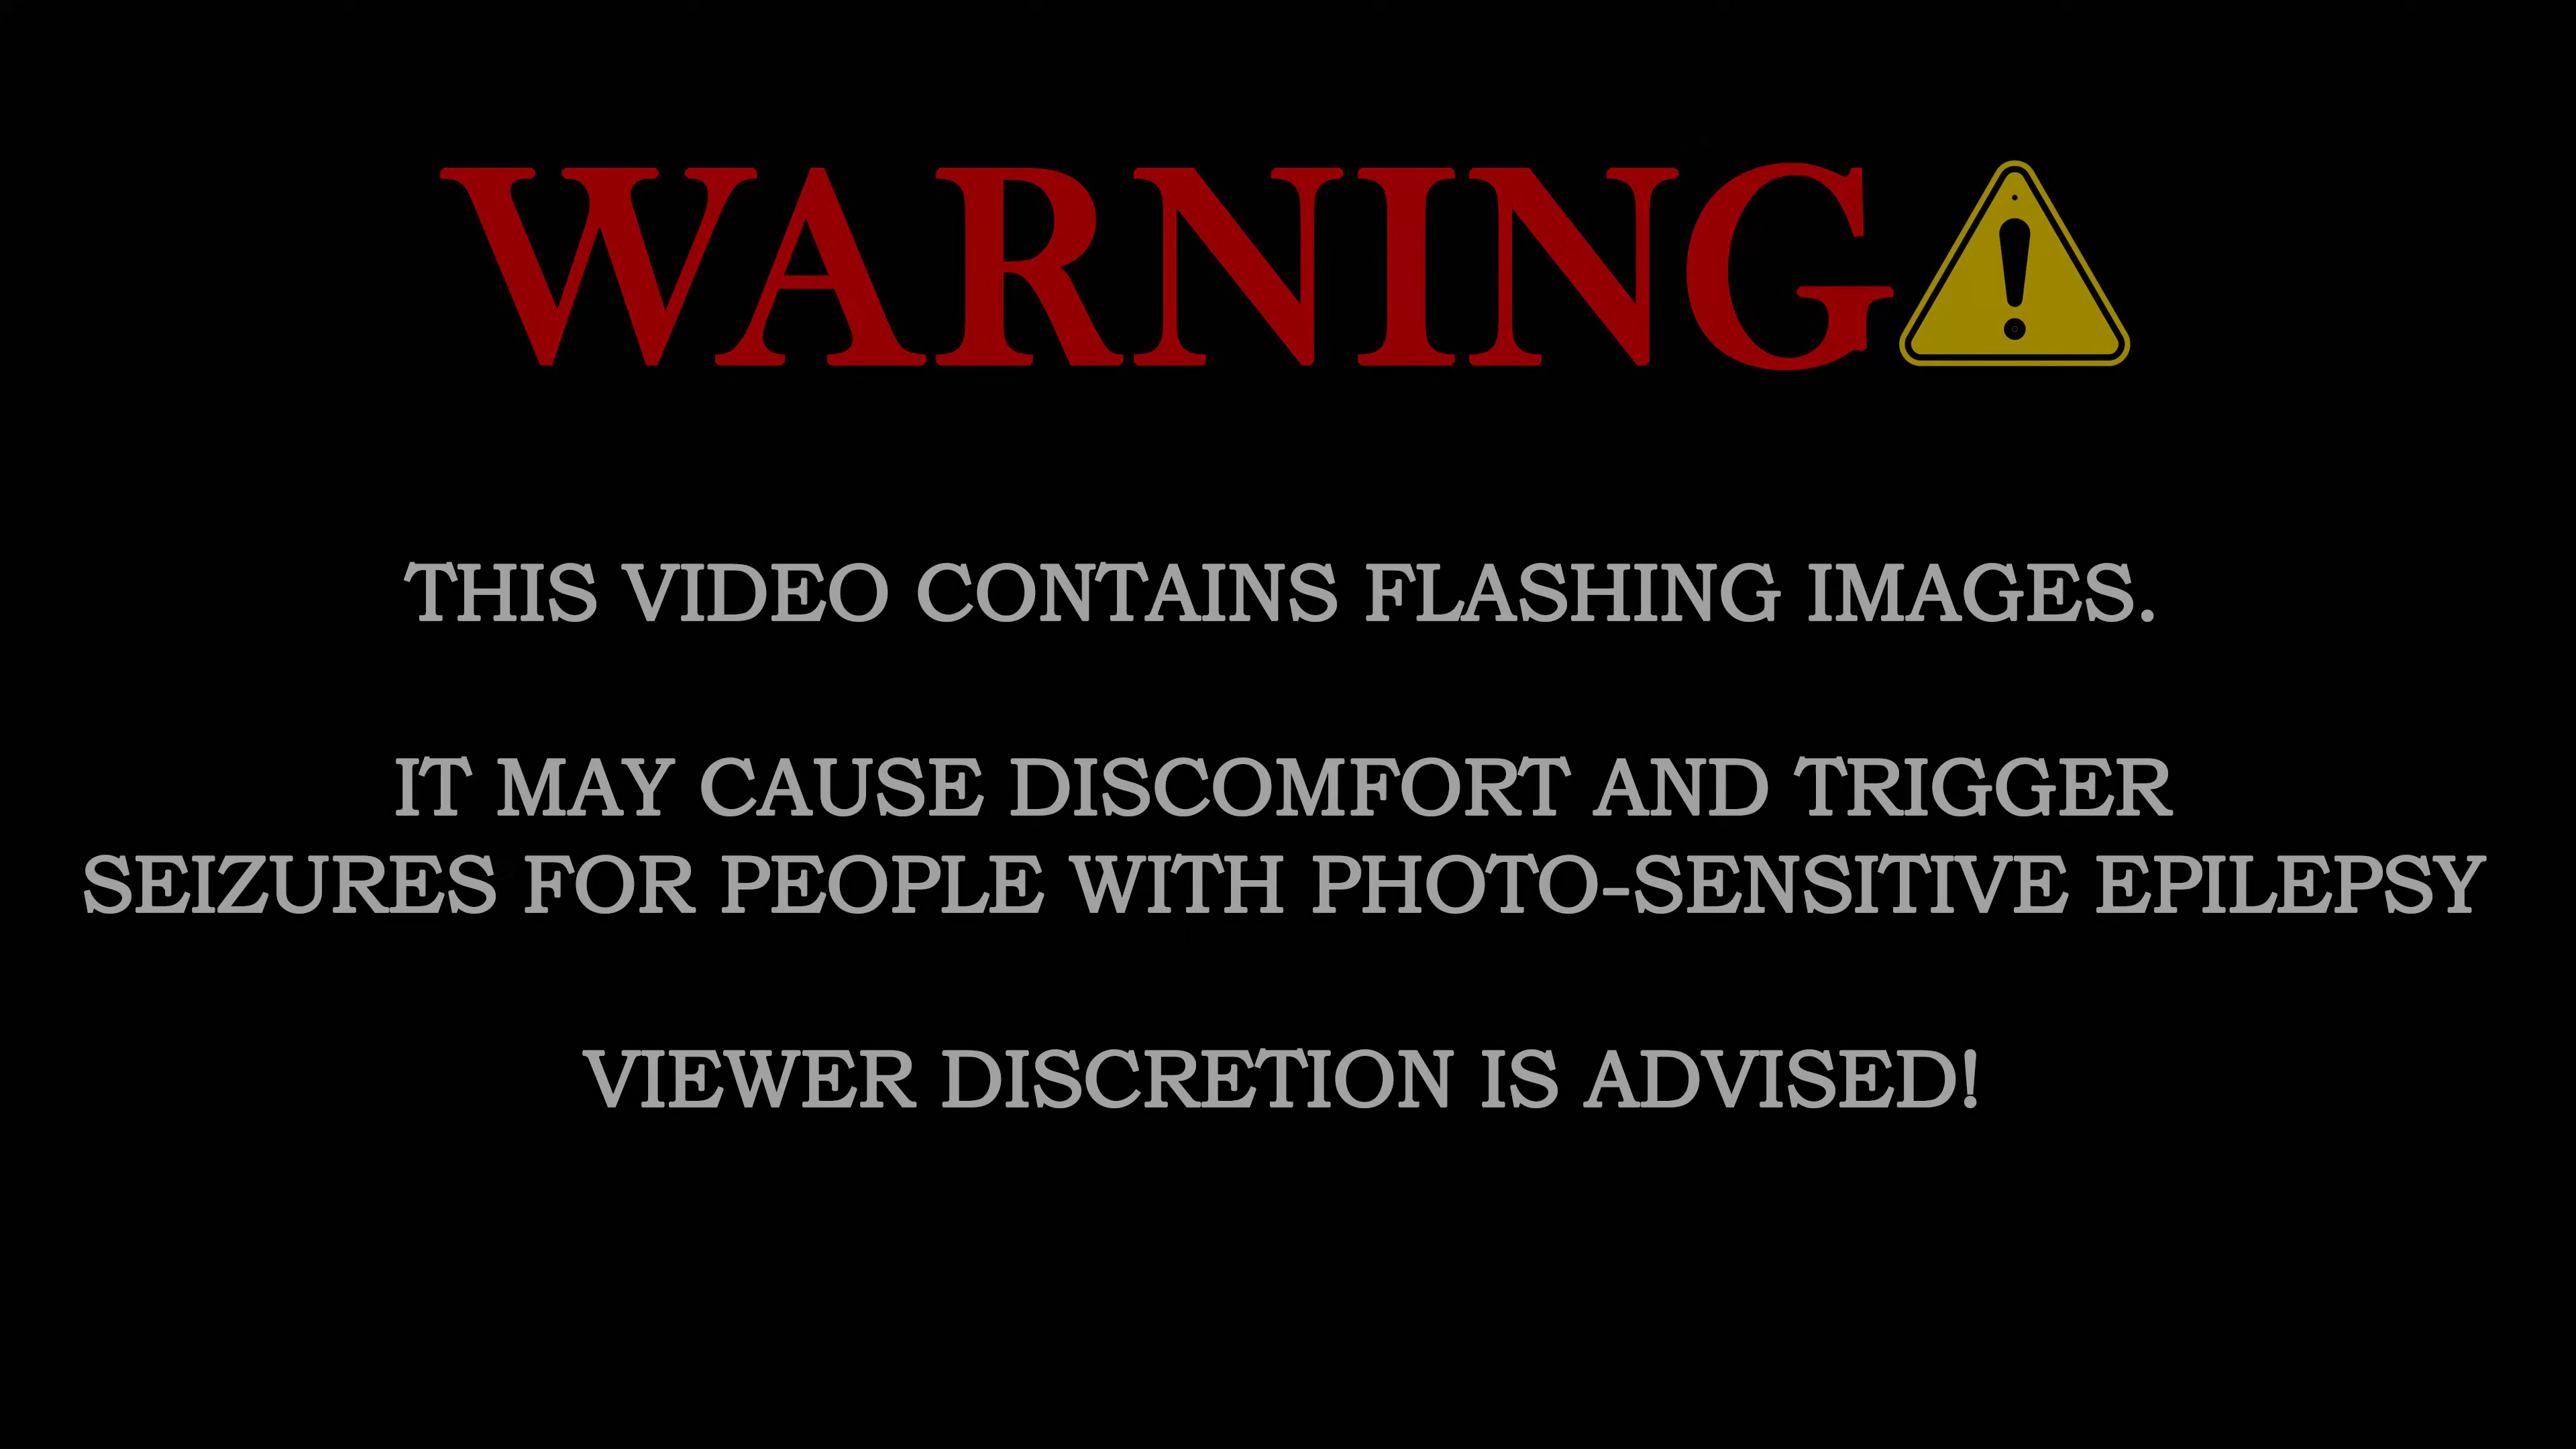 WARNING
THIS VIDEO CONTAINS FLASHING IMAGES.
IT MAY CAUSE DISCOMFORT AND TRIGGER
SEIZURES FOR PEOPLE WITH PHOTO-SENSITIVE EPILEPSY
VIEWER DISCRETION IS ADVISED!